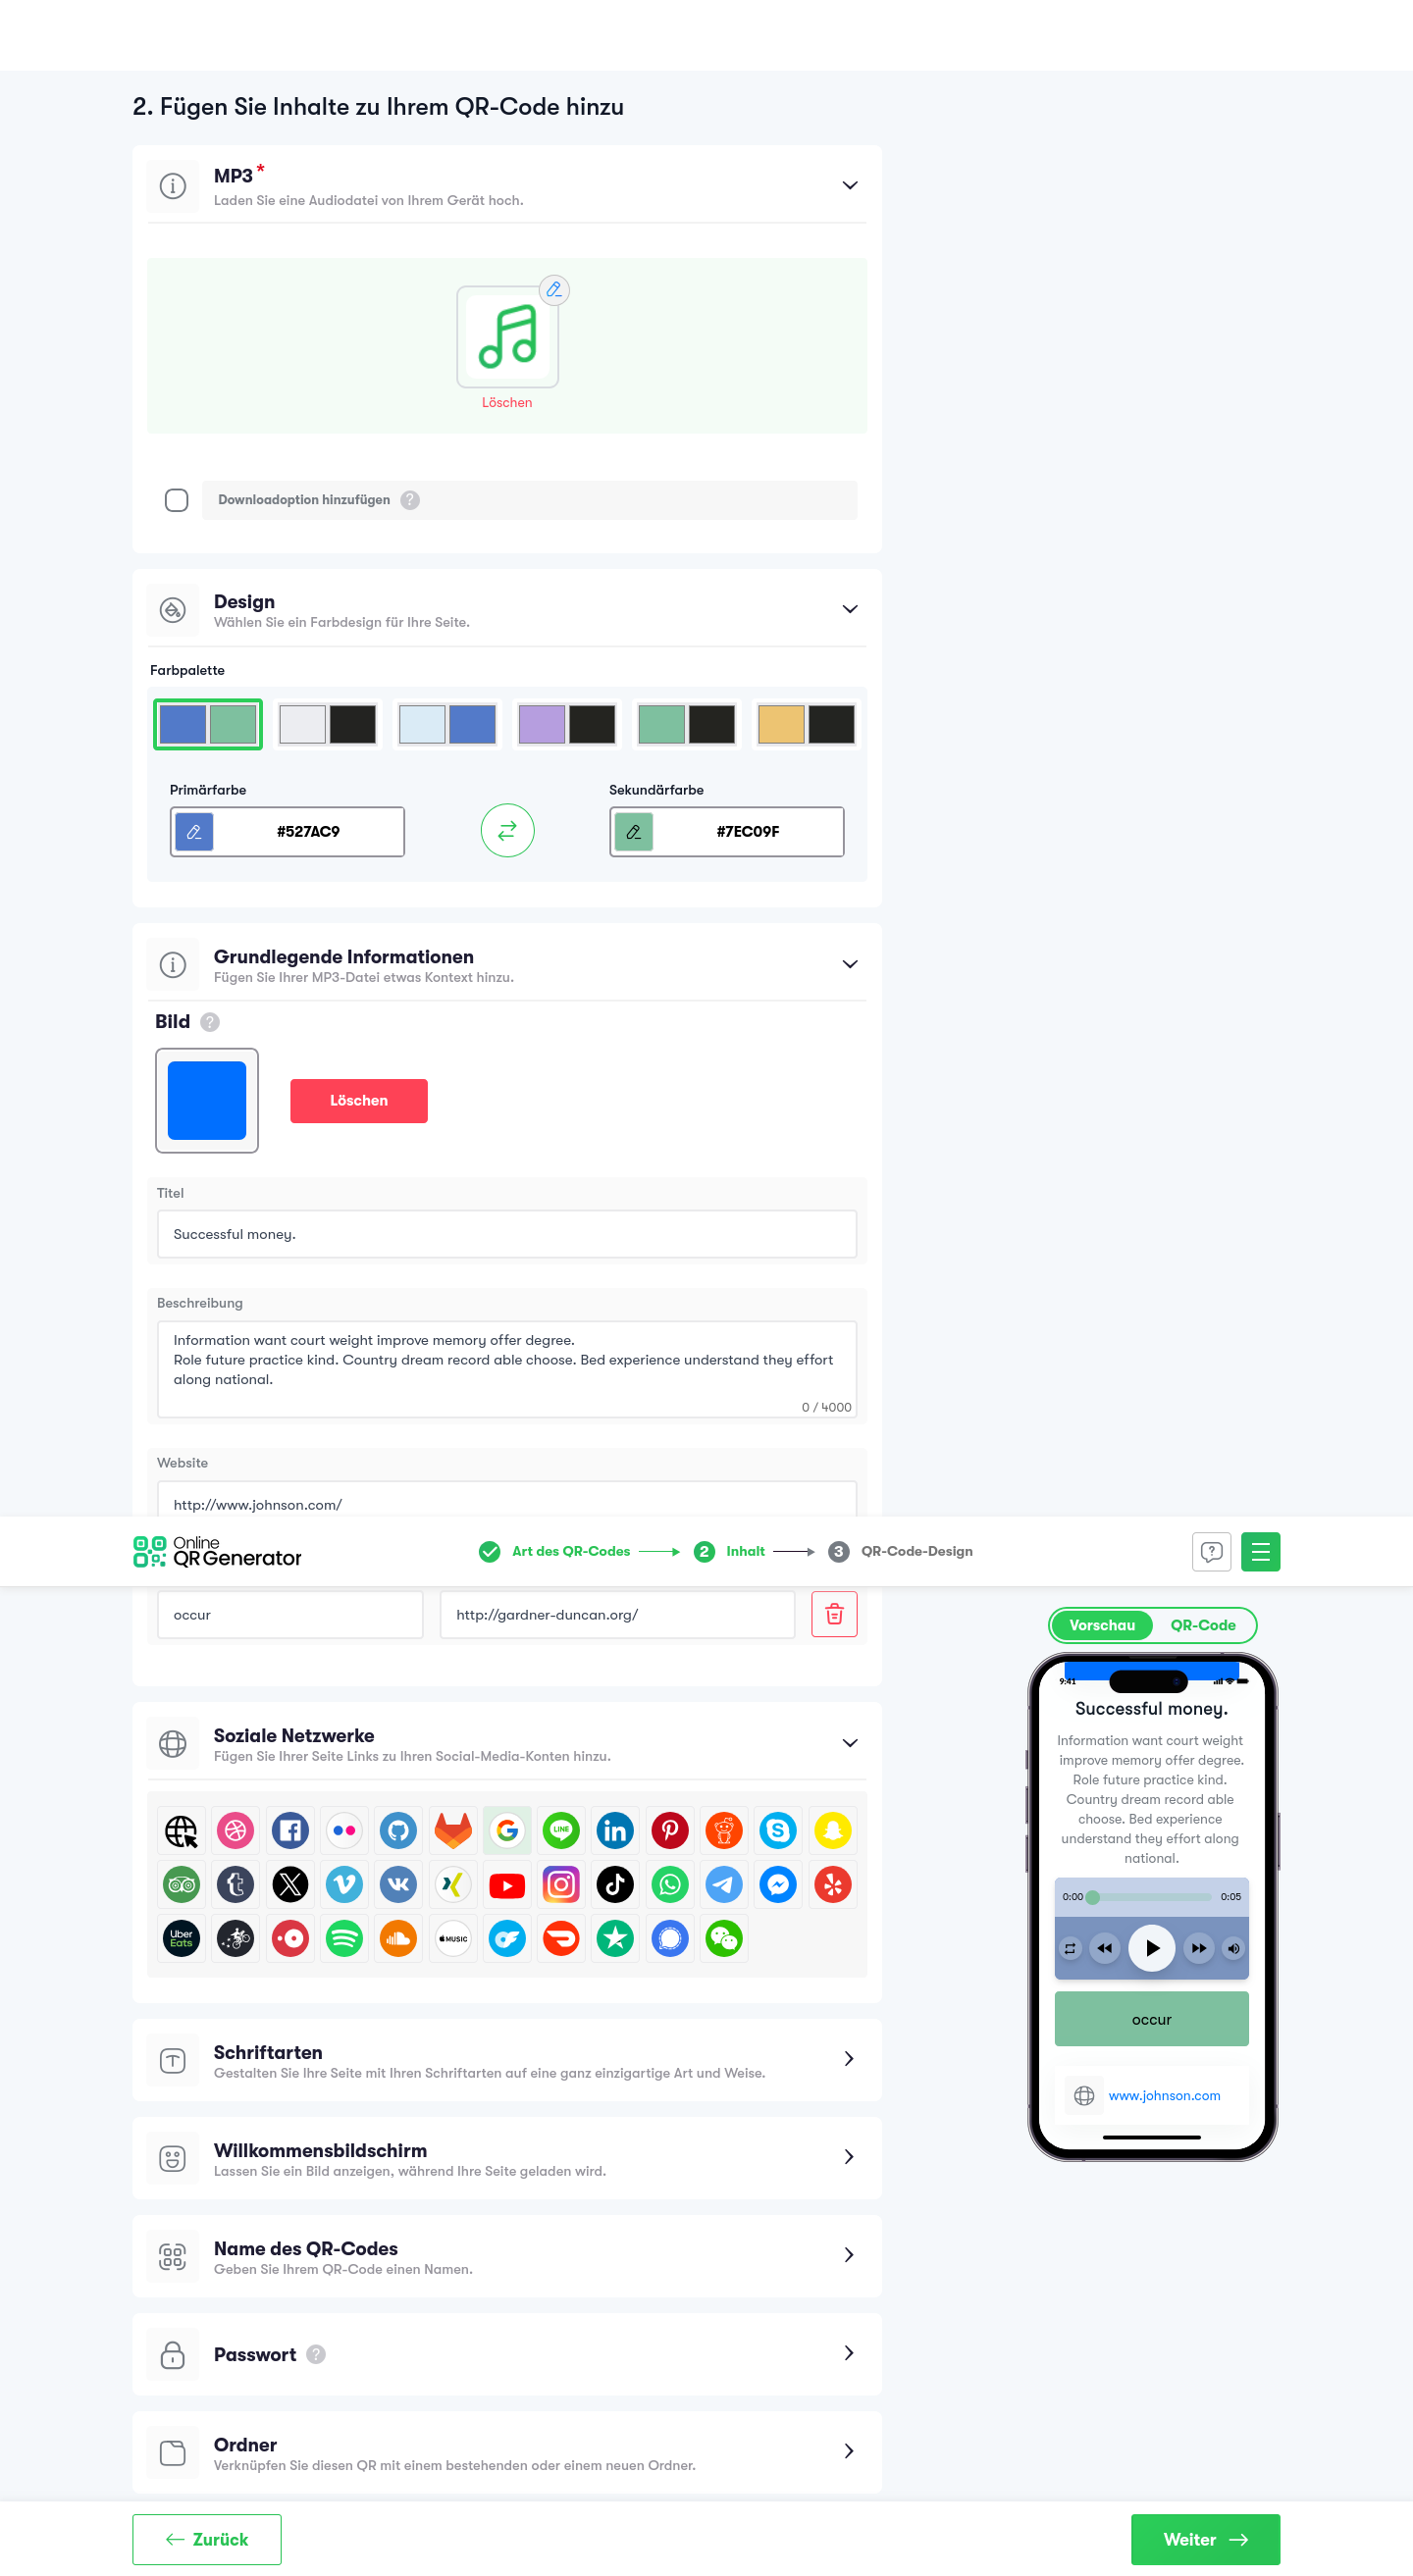 2. Fügen Sie Inhalte zu Ihrem QR-Code hinzu
MP3 *
Laden Sie eine Audiodatei von Ihrem Gerät hoch.
Löschen
Downloadoption hinzufügen ?
Design
Wählen Sie ein Farbdesign für Ihre Seite.
Farbpalette
Primärfarbe
Sekundärfarbe
#527AC9
#7EC09F
Grundlegende Informationen
Fügen Sie Ihrer MP3-Datei etwas Kontext hinzu.
Bild ?
Löschen
Titel
Successful money.
Beschreibung
Information want court weight improve memory offer degree.
Role future practice kind. Country dream record able choose. Bed experience understand they effort
along national.
0 / 4000
Website
http://www.johnson.com/
Online
QR Generator
Art des QR-Codes
2 Inhalt
3 QR-Code-Design
occur
http://gardner-duncan.org/
Soziale Netzwerke
Fügen Sie Ihrer Seite Links zu Ihren Social-Media-Konten hinzu.
LINE
Uber
Eats
MUSIC
Schriftarten
Gestalten Sie Ihre Seite mit Ihren Schriftarten auf eine ganz einzigartige Art und Weise.
Willkommensbildschirm
Lassen Sie ein Bild anzeigen, während Ihre Seite geladen wird.
Name des QR-Codes
Geben Sie Ihrem QR-Code einen Namen.
Passwort ?
Ordner
Verknüpfen Sie diesen QR mit einem bestehenden oder einem neuen Ordner.
Vorschau
QR-Code
9:41
Successful money.
Information want court weight
improve memory offer degree.
Role future practice kind.
Country dream record able
choose. Bed experience
understand they effort along
national.
0:00
0:05
occur
www.johnson.com
Zurück
Weiter